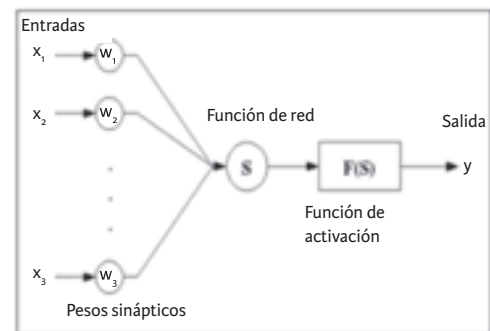 Entradas
x₁ w₁
x₂ w₂
Función de red
Salida
S F(S) y
Función de
activación
x₃ w₃
Pesos sinápticos